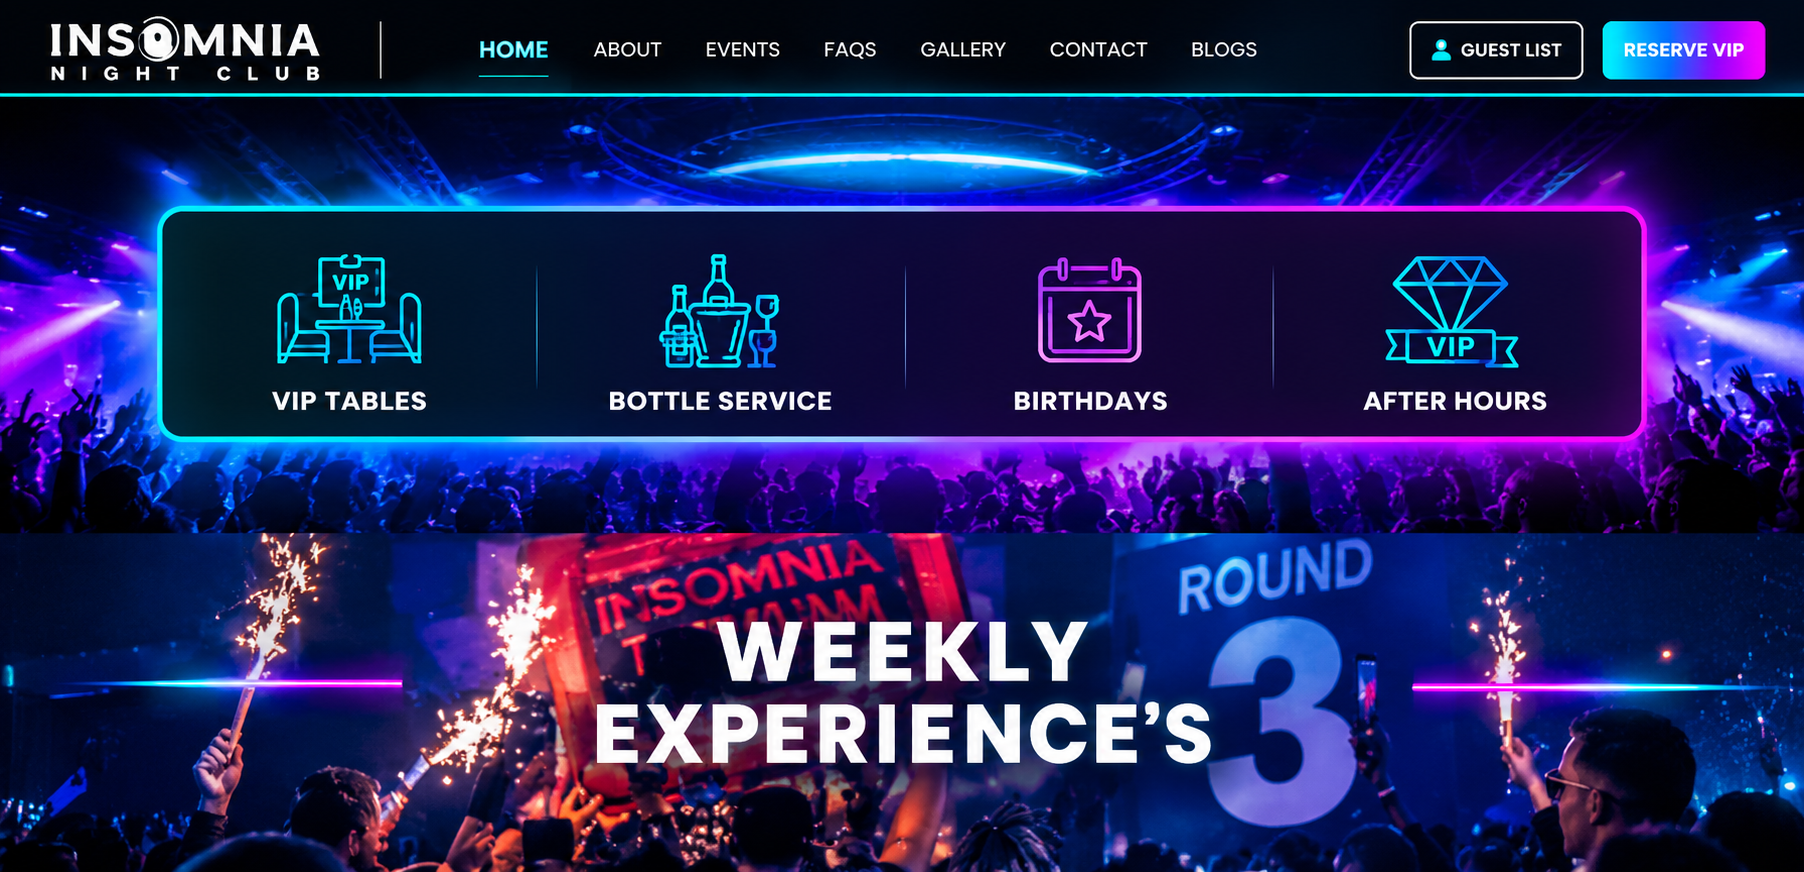 INSOMNIA
NIGHT CLUB
HOME
ABOUT
EVENTS
FAQS
GALLERY
CONTACT
BLOGS
GUEST LIST
RESERVE VIP
VIP
VIP
VIP TABLES
BOTTLE SERVICE
BIRTHDAYS
AFTER HOURS
INSOMNIA
ROUND
3
WEEKLY
EXPERIENCE’S